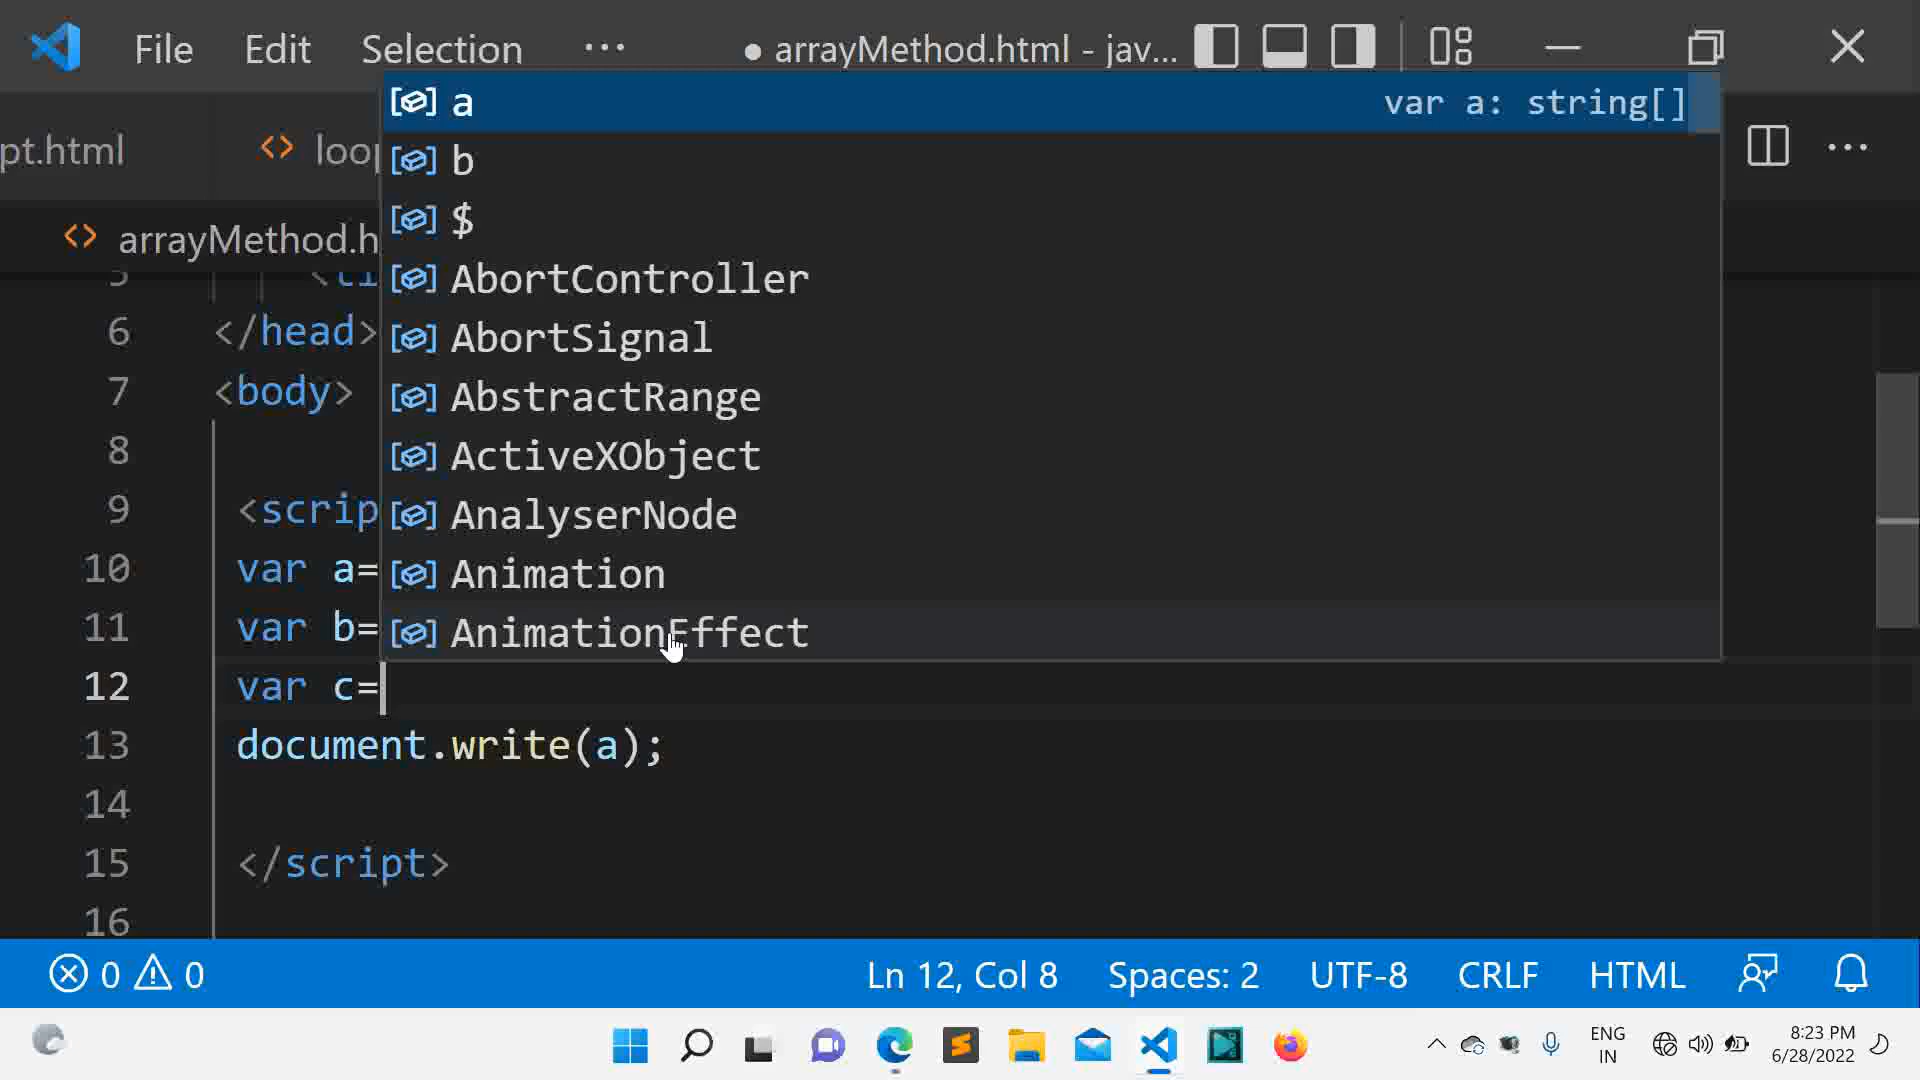 File Edit Selection ··· ● arrayMethod.html - jav...
pt.html <> loop
<> arrayMethod.h
a var a: string[]
b
$
AbortController
AbortSignal
AbstractRange
ActiveXObject
AnalyserNode
Animation
AnimationEffect
5 <ti
6 </head>
7 <body>
8
9 <scrip
10 var a=
11 var b=
12 var c=
13 document.write(a);
14
15 </script>
16
0 0 Ln 12, Col 8 Spaces: 2 UTF-8 CRLF HTML
ENG
IN
8:23 PM
6/28/2022